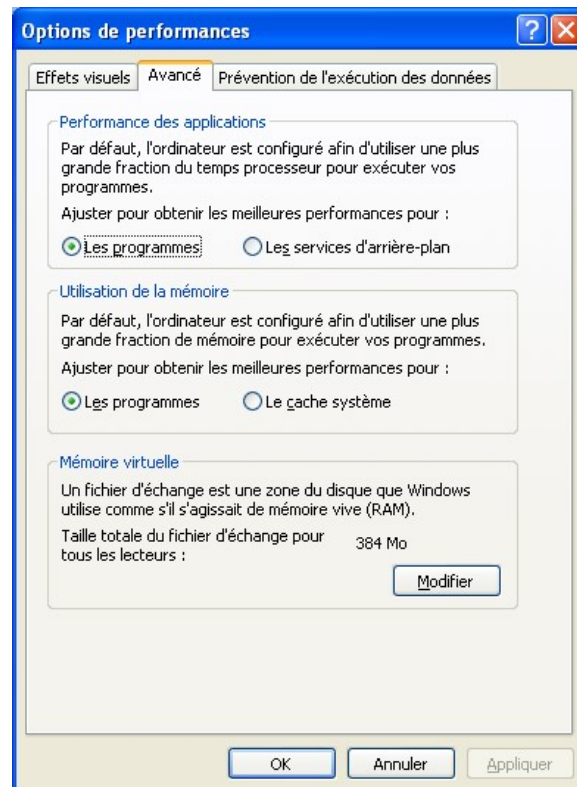 Options de performances
Effets visuels Avancé Prévention de l'exécution des données
Performance des applications
Par défaut, l'ordinateur est configuré afin d'utiliser une plus
grande fraction du temps processeur pour exécuter vos
programmes.
Ajuster pour obtenir les meilleures performances pour :
Les programmes Les services d'arrière-plan
Utilisation de la mémoire
Par défaut, l'ordinateur est configuré afin d'utiliser une plus
grande fraction de mémoire pour exécuter vos programmes.
Ajuster pour obtenir les meilleures performances pour :
Les programmes Le cache système
Mémoire virtuelle
Un fichier d'échange est une zone du disque que Windows
utilise comme s'il s'agissait de mémoire vive (RAM).
Taille totale du fichier d'échange pour 384 Mo
tous les lecteurs :
Modifier
OK Annuler Appliquer